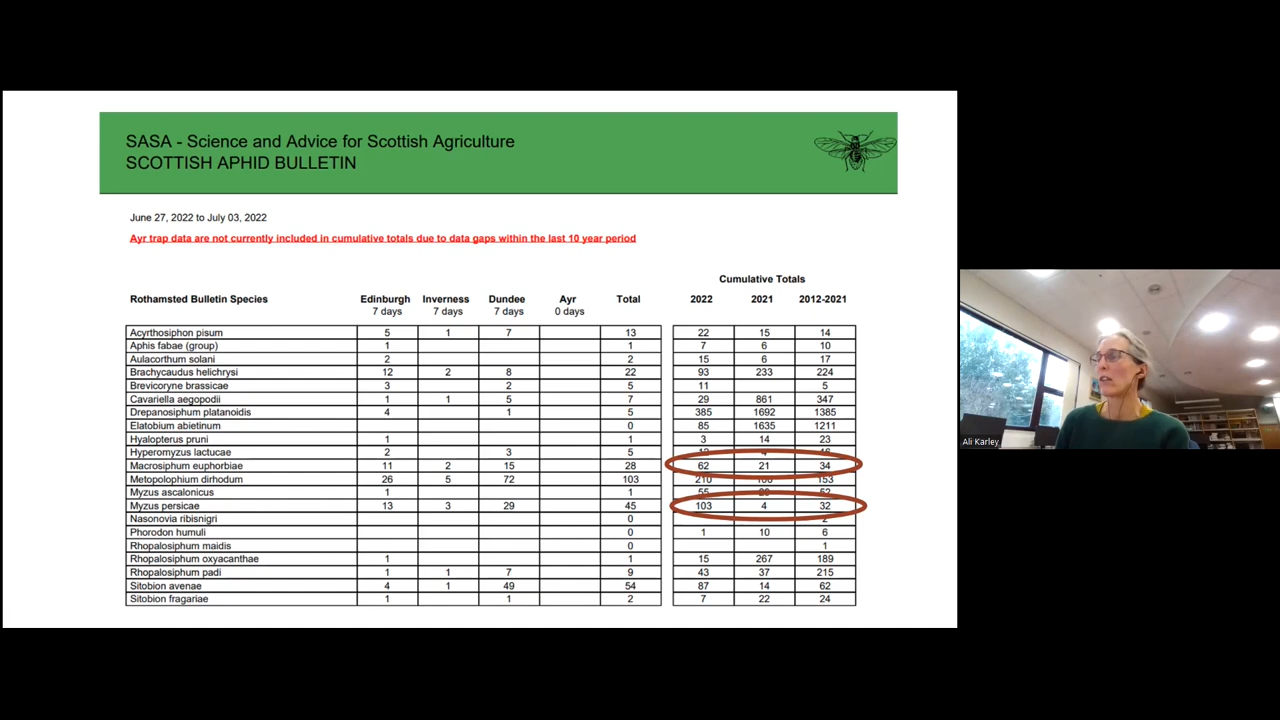 SASA - Science and Advice for Scottish Agriculture
SCOTTISH APHID BULLETIN
June 27, 2022 to July 03, 2022
Ayr trap data are not currently included in cumulative totals due to data gaps within the last 10 year period
Cumulative Totals
Rothamsted Bulletin Species Edinburgh Inverness Dundee Ayr Total 2022 2021 2012-2021
7 days 7 days 7 days 0 days
Acyrthosiphon pisum 5 1 7 13 22 15 14
Aphis fabae (group) 1 1 7 6 10
Aulacorthum solani 2 2 15 6 17
Brachycaudus helichrysi 12 2 8 22 93 233 224
Brevicoryne brassicae 3 2 5 11 5
Cavariella aegopodii 1 1 5 7 29 861 347
Drepanosiphum platanoidis 4 1 5 385 1692 1385
Elatobium abietinum 0 85 1635 1211
Hyalopterus pruni 1 1 3 14 23
Hyperomyzus lactucae 2 3 5
Macrosiphum euphorbiae 11 2 15 28 62 21 34
Metopolophium dirhodum 26 5 72 103 210 153
Myzus ascalonicus 1 1 55
Myzus persicae 13 3 29 45 103 4 32
Nasonovia ribisnigri 0 2
Phorodon humuli 0 1 10 6
Rhopalosiphum maidis 0 1
Rhopalosiphum oxyacanthae 1 1 15 267 189
Rhopalosiphum padi 1 1 7 9 43 37 215
Sitobion avenae 4 1 49 54 87 14 62
Sitobion fragariae 1 1 2 7 22 24
Ali Karley